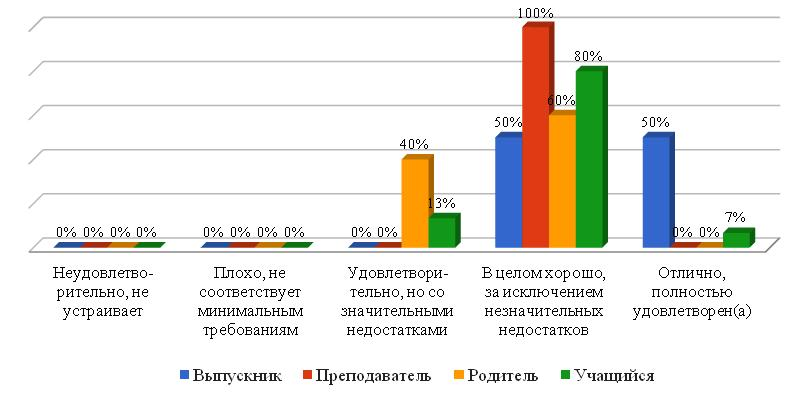 100%
80%
60%
50%
50%
40%
13%
7%
0% 0% 0% 0%
0% 0% 0% 0%
0% 0%
0% 0%
Неудовлетво-
рительно, не
устраивает
Плохо, не
соответствует
минимальным
требованиям
Удовлетвори-
тельно, но со
значительными
недостатками
В целом хорошо,
за исключением
незначительных
недостатков
Отлично,
полностью
удовлетворен(а)
Выпускник Преподаватель Родитель Учащийся